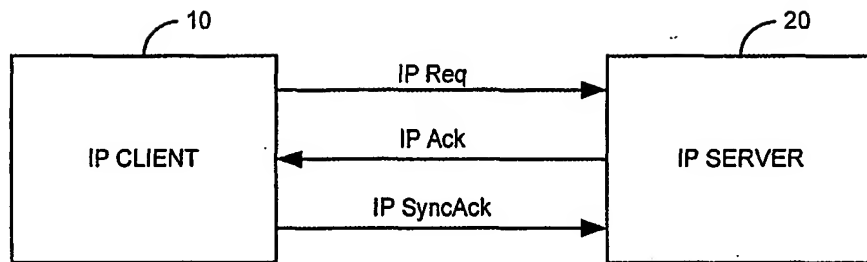 10
20
IP Req
IP CLIENT
IP Ack
IP SERVER
IP SyncAck